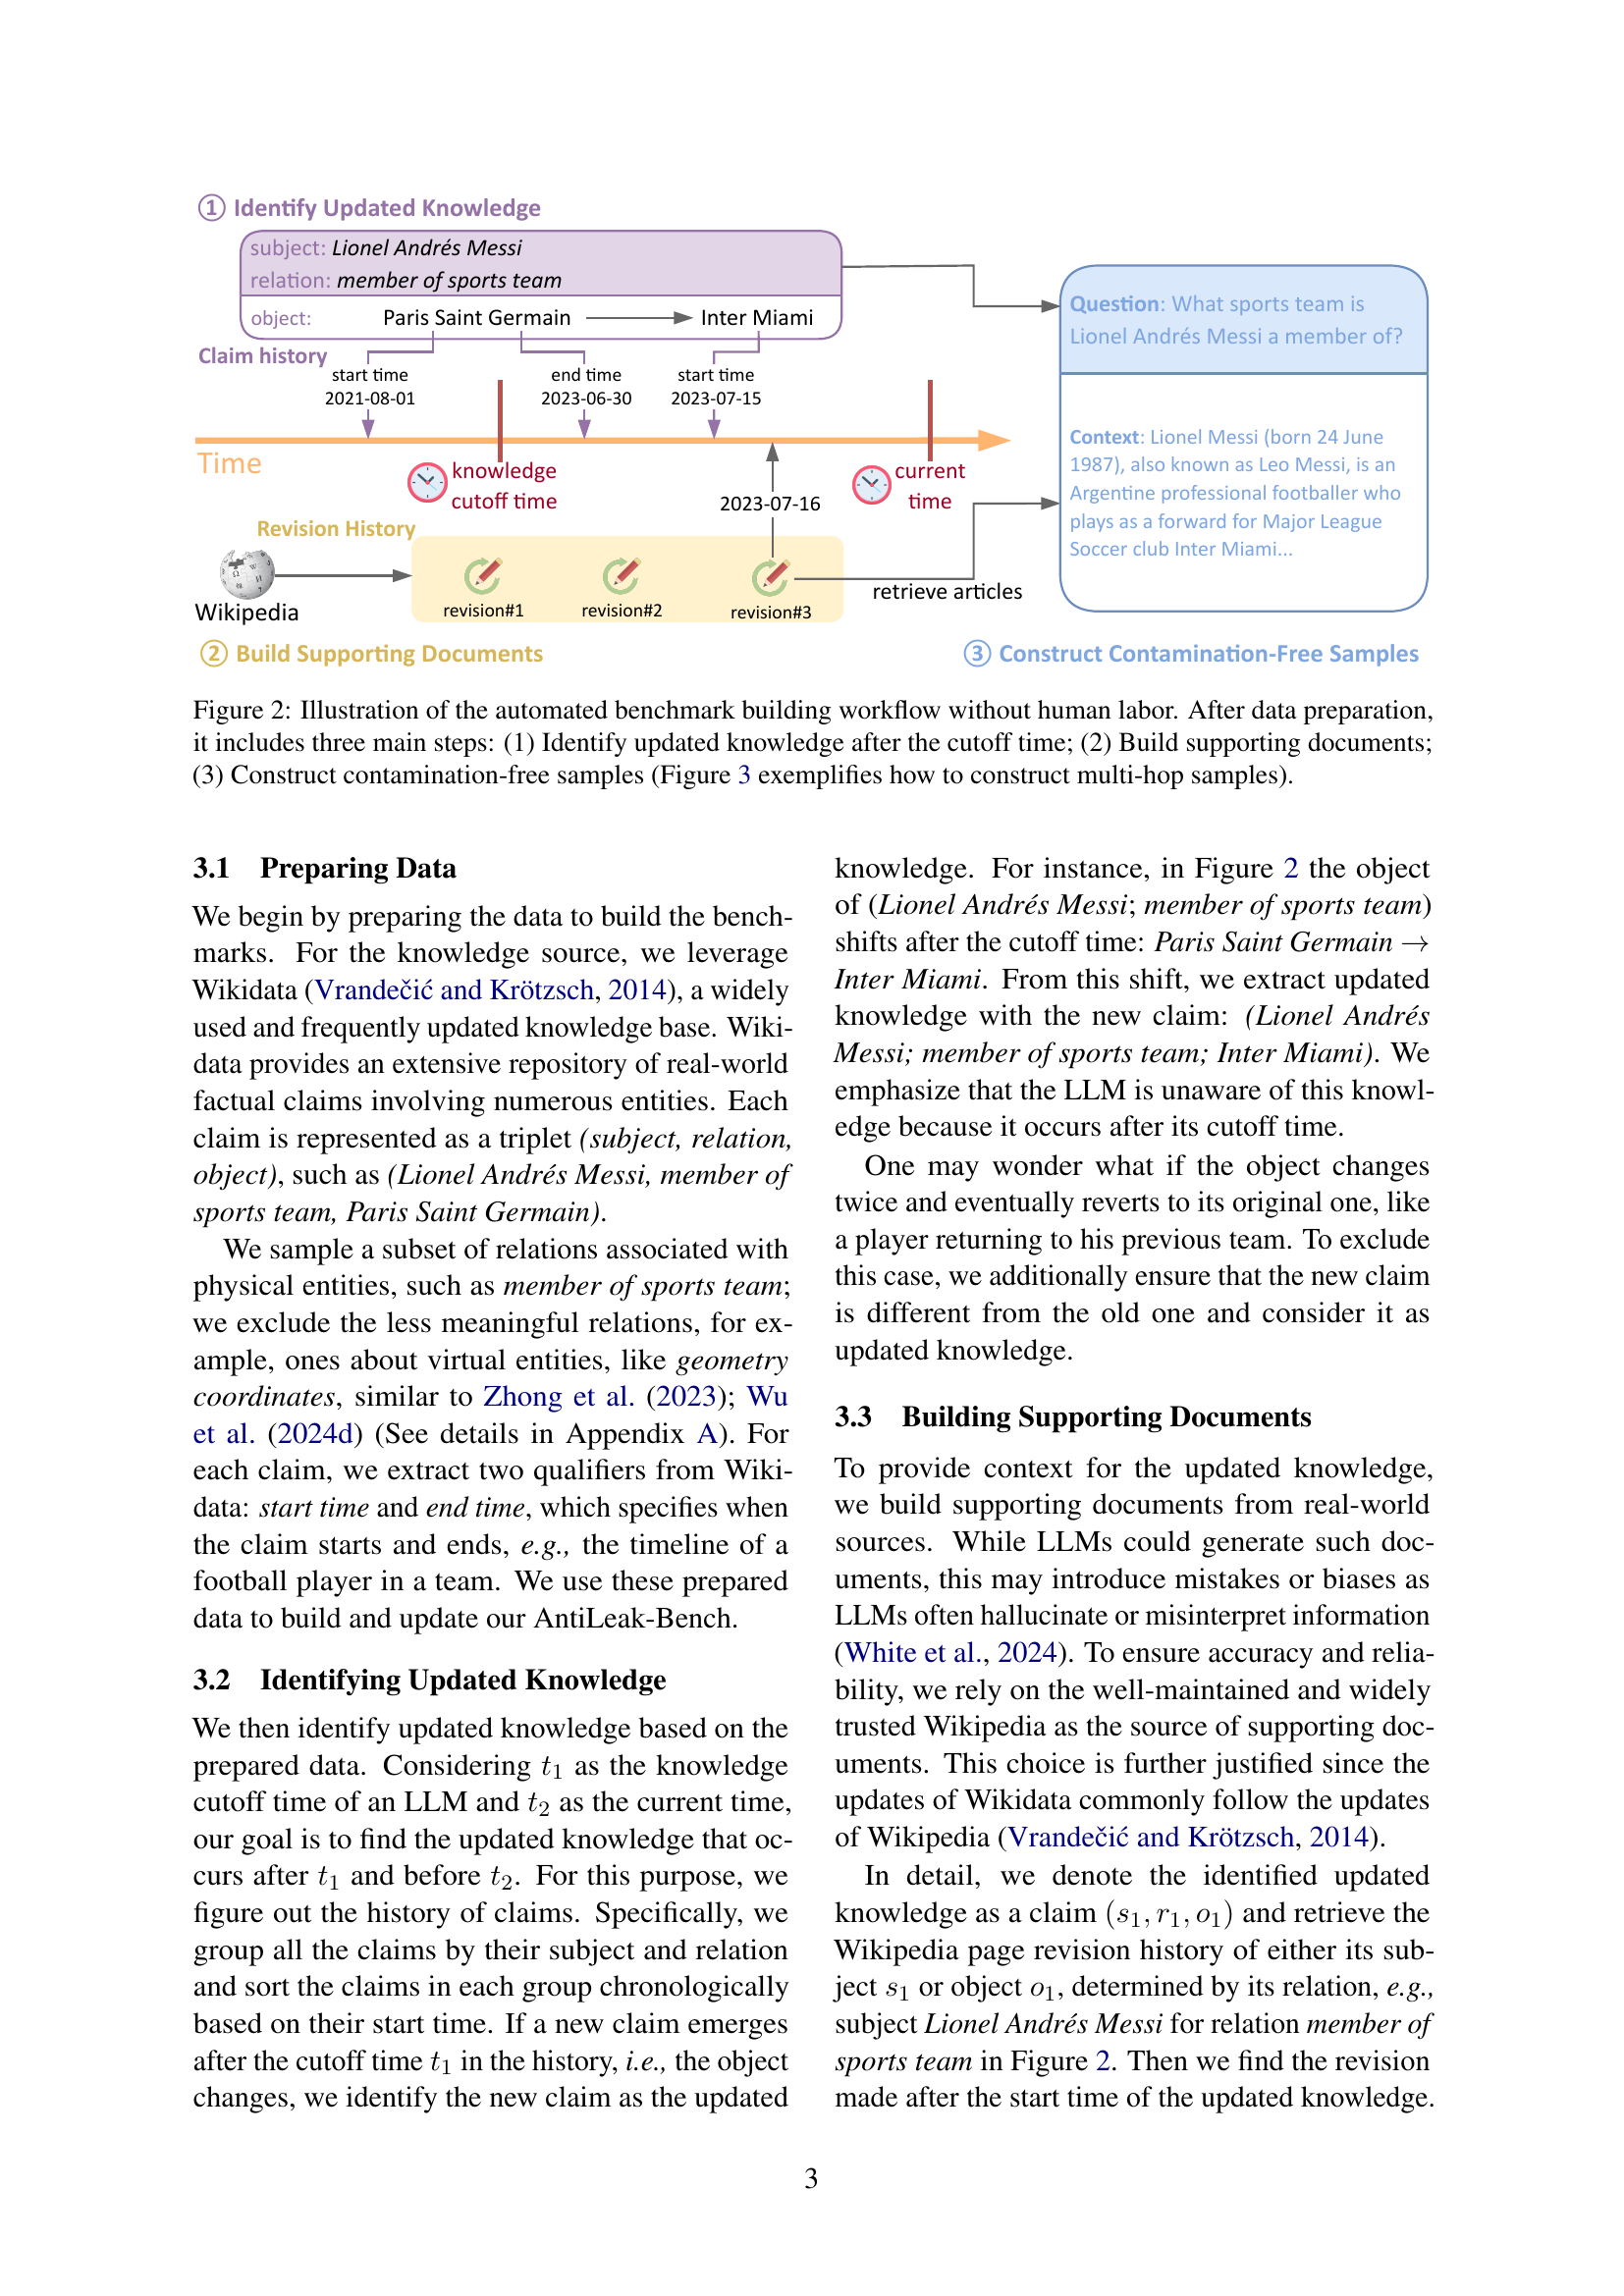 ① Identify Updated Knowledge
subject: Lionel Andrés Messi
relation: member of sports team
object: Paris Saint Germain Inter Miami
Claim history
start time
2021-08-01
end time
2023-06-30
start time
2023-07-15
Time
knowledge
cutoff time
2023-07-16
current
time
Revision History
Wikipedia
revision#1
revision#2
revision#3
retrieve articles
② Build Supporting Documents
Question: What sports team is
Lionel Andrés Messi a member of?
Context: Lionel Messi (born 24 June
1987), also known as Leo Messi, is an
Argentine professional footballer who
plays as a forward for Major League
Soccer club Inter Miami...
③ Construct Contamination-Free Samples
Figure 2: Illustration of the automated benchmark building workflow without human labor. After data preparation,
it includes three main steps: (1) Identify updated knowledge after the cutoff time; (2) Build supporting documents;
(3) Construct contamination-free samples (Figure 3 exemplifies how to construct multi-hop samples).
3.1 Preparing Data
We begin by preparing the data to build the bench-
marks. For the knowledge source, we leverage
Wikidata (Vrandečić and Krötzsch, 2014), a widely
used and frequently updated knowledge base. Wiki-
data provides an extensive repository of real-world
factual claims involving numerous entities. Each
claim is represented as a triplet (subject, relation,
object), such as (Lionel Andrés Messi, member of
sports team, Paris Saint Germain).
We sample a subset of relations associated with
physical entities, such as member of sports team;
we exclude the less meaningful relations, for ex-
ample, ones about virtual entities, like geometry
coordinates, similar to Zhong et al. (2023); Wu
et al. (2024d) (See details in Appendix A). For
each claim, we extract two qualifiers from Wiki-
data: start time and end time, which specifies when
the claim starts and ends, e.g., the timeline of a
football player in a team. We use these prepared
data to build and update our AntiLeak-Bench.
3.2 Identifying Updated Knowledge
We then identify updated knowledge based on the
prepared data. Considering t1 as the knowledge
cutoff time of an LLM and t2 as the current time,
our goal is to find the updated knowledge that oc-
curs after t1 and before t2. For this purpose, we
figure out the history of claims. Specifically, we
group all the claims by their subject and relation
and sort the claims in each group chronologically
based on their start time. If a new claim emerges
after the cutoff time t1 in the history, i.e., the object
changes, we identify the new claim as the updated
knowledge. For instance, in Figure 2 the object
of (Lionel Andrés Messi; member of sports team)
shifts after the cutoff time: Paris Saint Germain →
Inter Miami. From this shift, we extract updated
knowledge with the new claim: (Lionel Andrés
Messi; member of sports team; Inter Miami). We
emphasize that the LLM is unaware of this knowl-
edge because it occurs after its cutoff time.
One may wonder what if the object changes
twice and eventually reverts to its original one, like
a player returning to his previous team. To exclude
this case, we additionally ensure that the new claim
is different from the old one and consider it as
updated knowledge.
3.3 Building Supporting Documents
To provide context for the updated knowledge,
we build supporting documents from real-world
sources. While LLMs could generate such doc-
uments, this may introduce mistakes or biases as
LLMs often hallucinate or misinterpret information
(White et al., 2024). To ensure accuracy and relia-
bility, we rely on the well-maintained and widely
trusted Wikipedia as the source of supporting doc-
uments. This choice is further justified since the
updates of Wikidata commonly follow the updates
of Wikipedia (Vrandečić and Krötzsch, 2014).
In detail, we denote the identified updated
knowledge as a claim (s1, r1, o1) and retrieve the
Wikipedia page revision history of either its sub-
ject s1 or object o1, determined by its relation, e.g.,
subject Lionel Andrés Messi for relation member of
sports team in Figure 2. Then we find the revision
made after the start time of the updated knowledge.
3